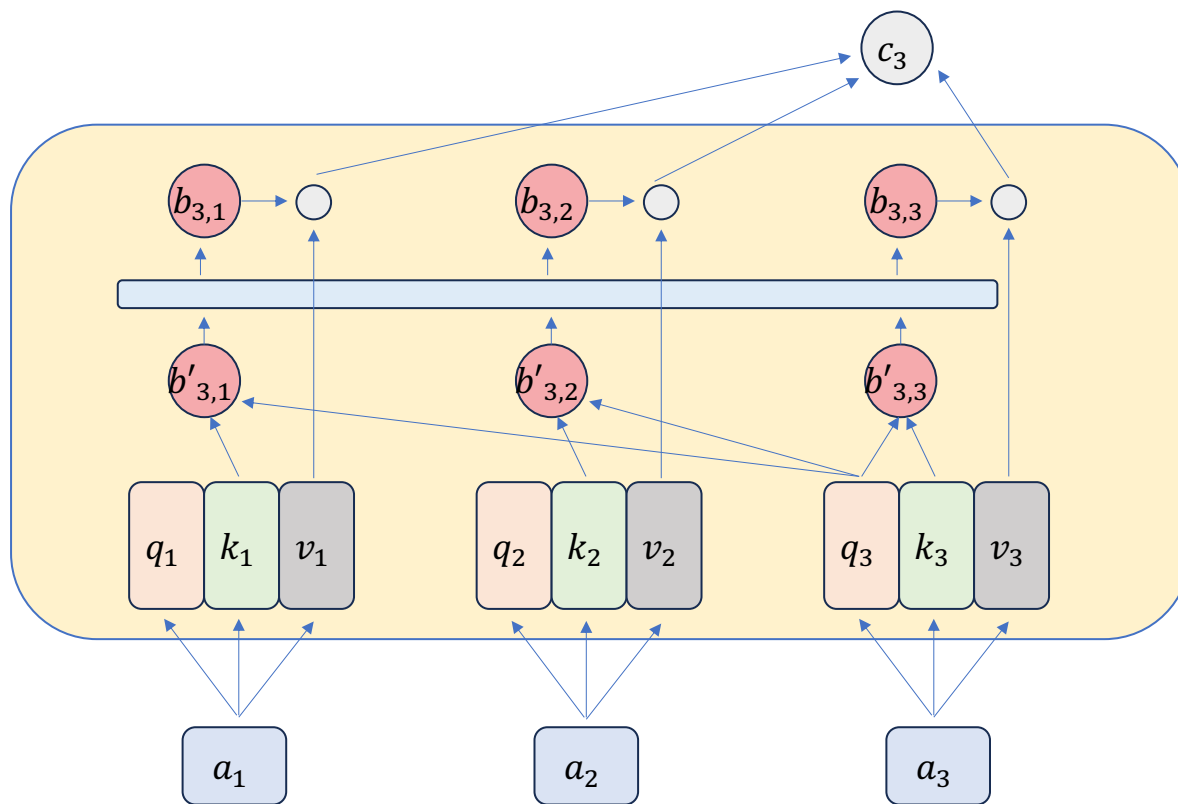 c₃
b₃,₁ b₃,₂ b₃,₃
b'₃,₁ b'₃,₂ b'₃,₃
q₁ k₁ v₁ q₂ k₂ v₂ q₃ k₃ v₃
a₁ a₂ a₃